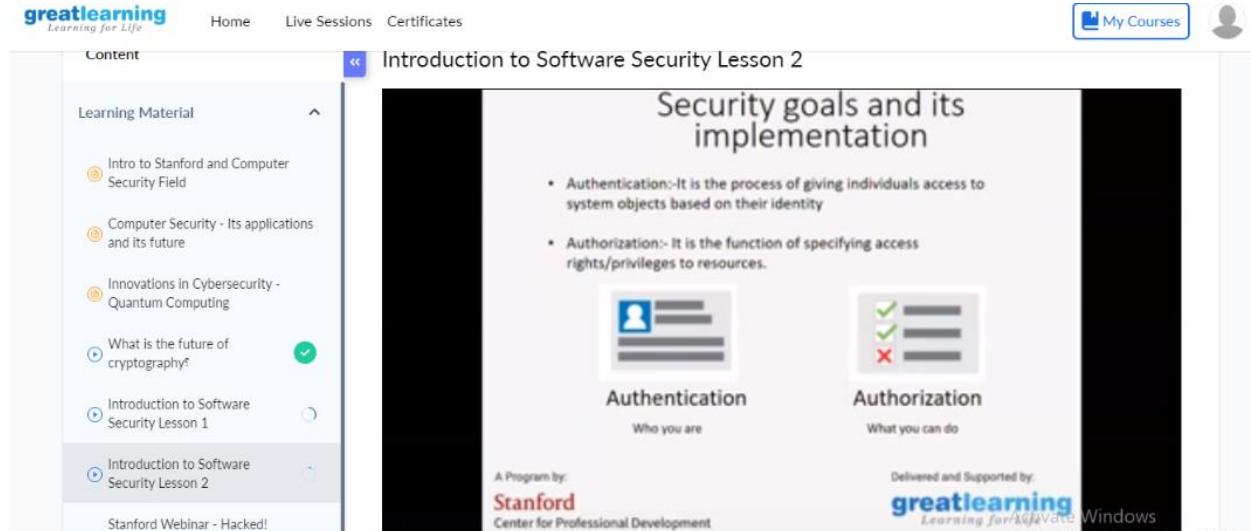 greatlearning
Learning for Life
Home Live Sessions Certificates
My Courses
Content
«
Learning Material
Intro to Stanford and Computer
Security Field
Computer Security - Its applications
and its future
Innovations in Cybersecurity -
Quantum Computing
What is the future of
cryptography?
Introduction to Software
Security Lesson 1
Introduction to Software
Security Lesson 2
Stanford Webinar - Hacked!
Introduction to Software Security Lesson 2
Security goals and its
implementation
• Authentication:-It is the process of giving individuals access to
system objects based on their identity
• Authorization:- It is the function of specifying access
rights/privileges to resources.
Authentication
Who you are
Authorization
What you can do
A Program by:
Stanford
Center for Professional Development
Delivered and Supported by:
greatlearning
Learning for Life
Activate Windows